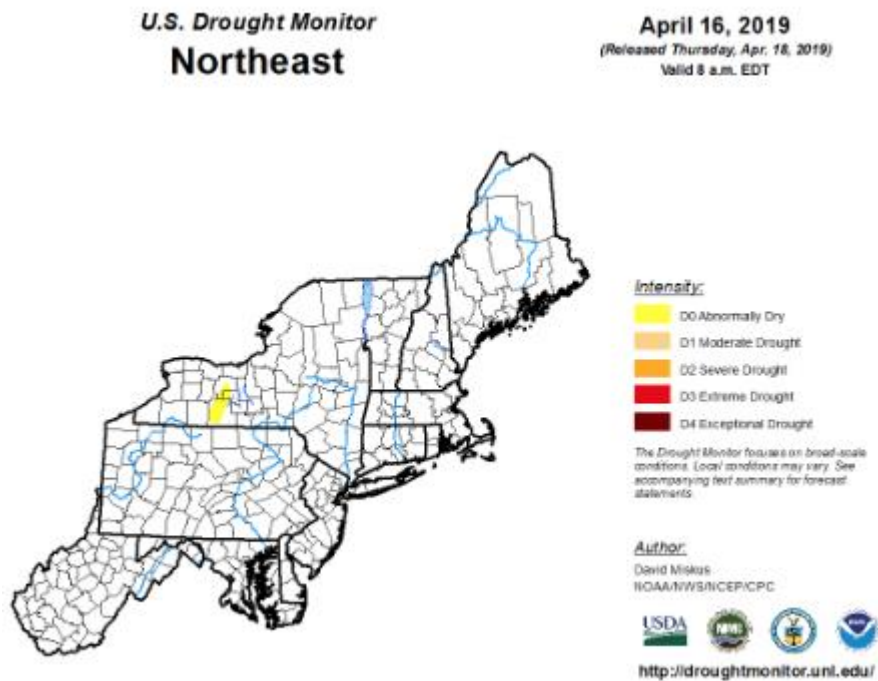 U.S. Drought Monitor
Northeast
April 16, 2019
(Released Thursday, Apr. 18, 2019)
Valid 8 a.m. EDT
Intensity:
D0 Abnormally Dry
D1 Moderate Drought
D2 Severe Drought
D3 Extreme Drought
D4 Exceptional Drought
The Drought Monitor focuses on broad-scale
conditions. Local conditions may vary. See
accompanying text summary for forecast
statements.
Author:
David Miskus
NOAA/NWS/NCEP/CPC
USDA
http://droughtmonitor.unl.edu/